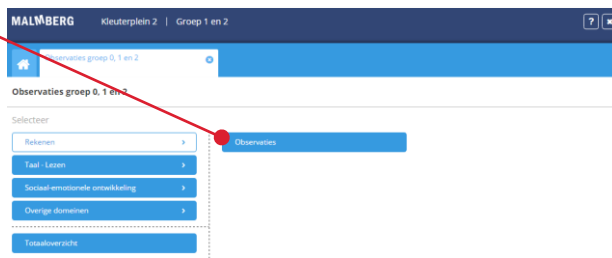 MALMBERG Kleuterplein 2 | Groep 1 en 2 ?
Observaties groep 0, 1 en 2
Observaties groep 0, 1 en 2
Selecteer
Rekenen
Observaties
Taal - Lezen
Sociaal-emotionele ontwikkeling
Overige domeinen
Totaaloverzicht